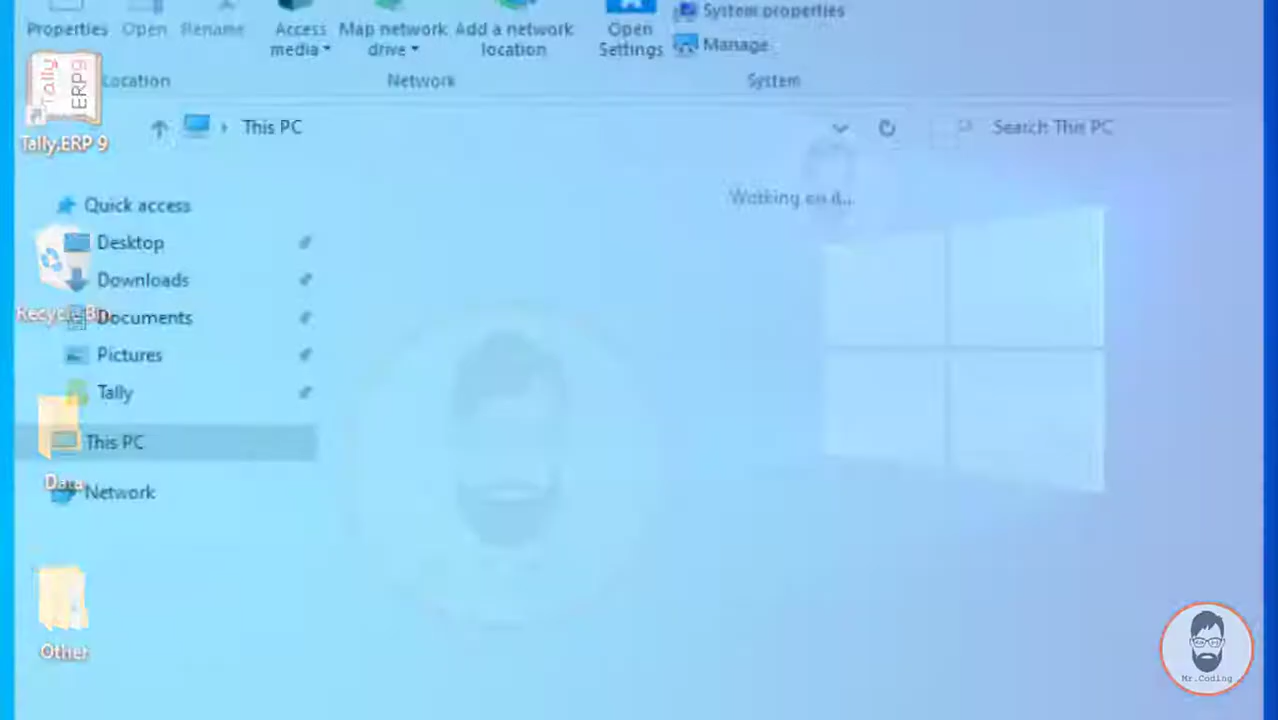 Properties Open Rename Access media Map network drive Add a network location Open Settings System properties
Manage
Location Network System
Tally
ERP9
Tally.ERP 9
This PC Search This PC
Working on it...
Quick access
Desktop
Downloads
Recycle Bin
Documents
Pictures
Tally
This PC
Data
Network
Other
Mr.Coding